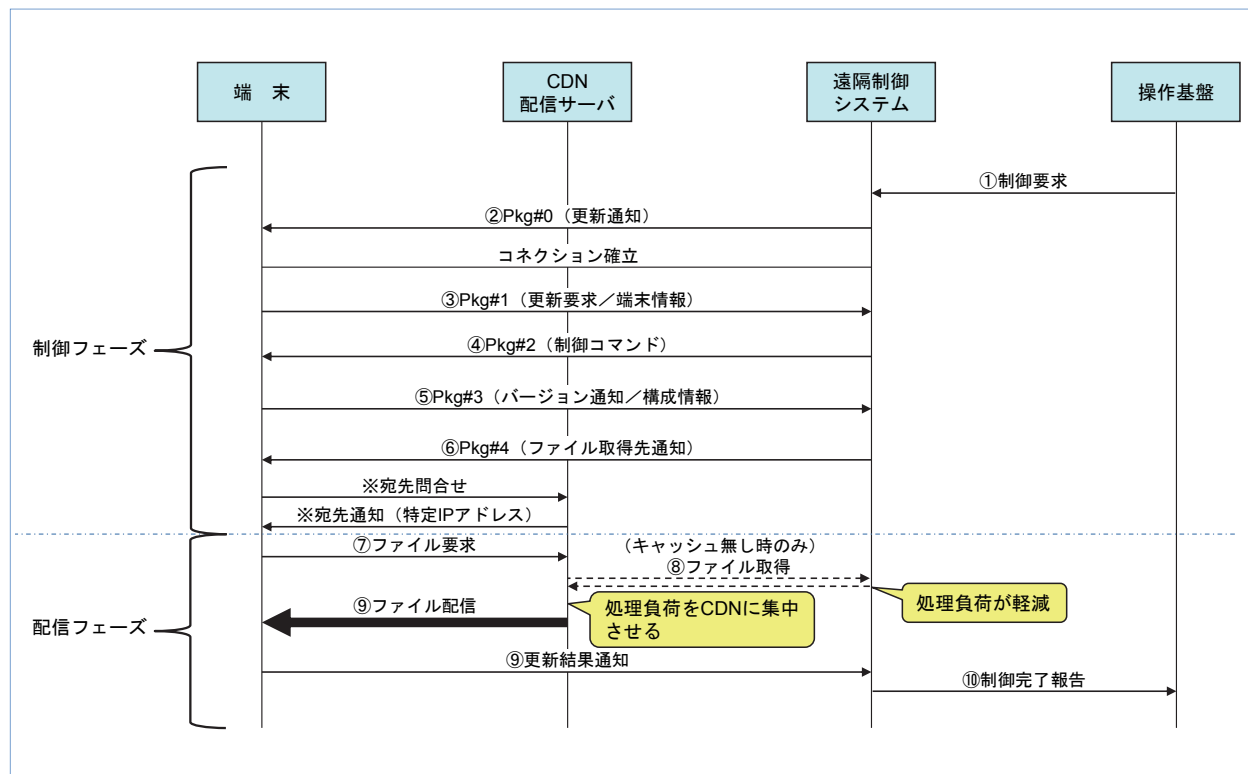 端　末
CDN
配信サーバ
遠隔制御
システム
操作基盤
①制御要求
②Pkg#0（更新通知）
コネクション確立
③Pkg#1（更新要求／端末情報）
制御フェーズ
④Pkg#2（制御コマンド）
⑤Pkg#3（バージョン通知／構成情報）
⑥Pkg#4（ファイル取得先通知）
※宛先問合せ
※宛先通知（特定IPアドレス）
⑦ファイル要求
（キャッシュ無し時のみ）
⑧ファイル取得
⑨ファイル配信
処理負荷をCDNに集中
させる
処理負荷が軽減
配信フェーズ
⑨更新結果通知
⑩制御完了報告